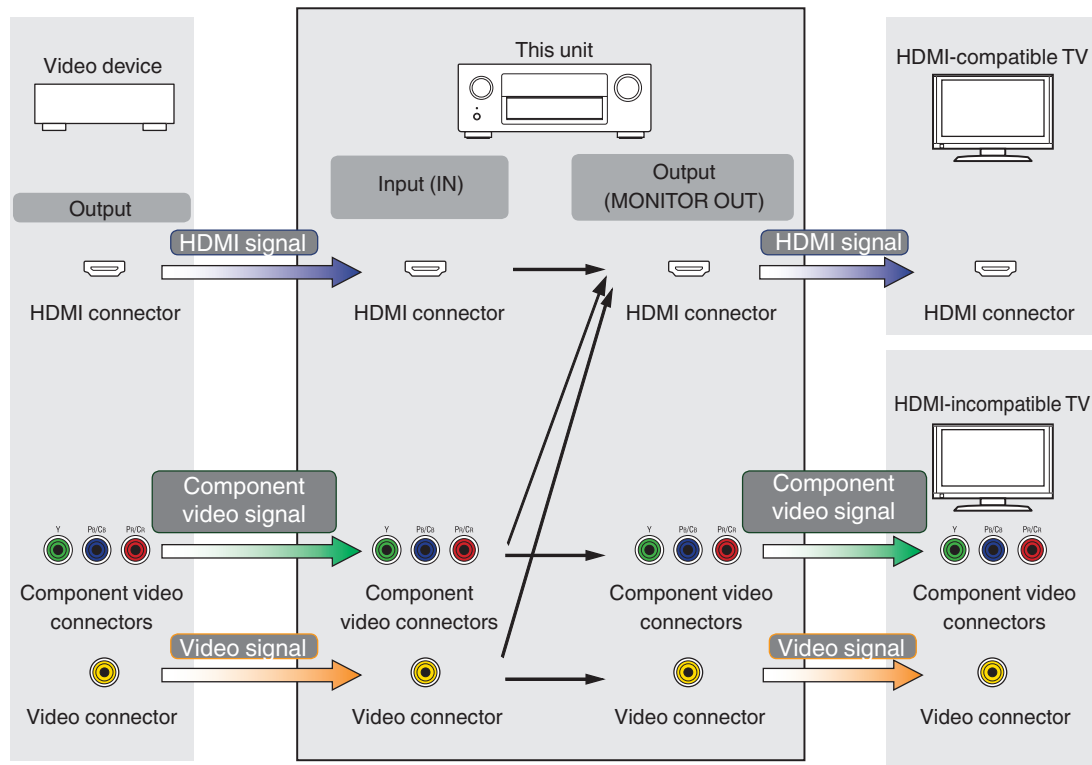 Video device
This unit
HDMI-compatible TV
Input (IN)
Output
(MONITOR OUT)
Output
HDMI signal
HDMI signal
HDMI connector
HDMI connector
HDMI connector
HDMI connector
HDMI-incompatible TV
Component
video signal
Component
video signal
Y PB/CB PR/CR
Y PB/CB PR/CR
Y PB/CB PR/CR
Y PB/CB PR/CR
Component video
connectors
Component
video connectors
Component video
connectors
Component video
connectors
Video signal
Video signal
Video connector
Video connector
Video connector
Video connector